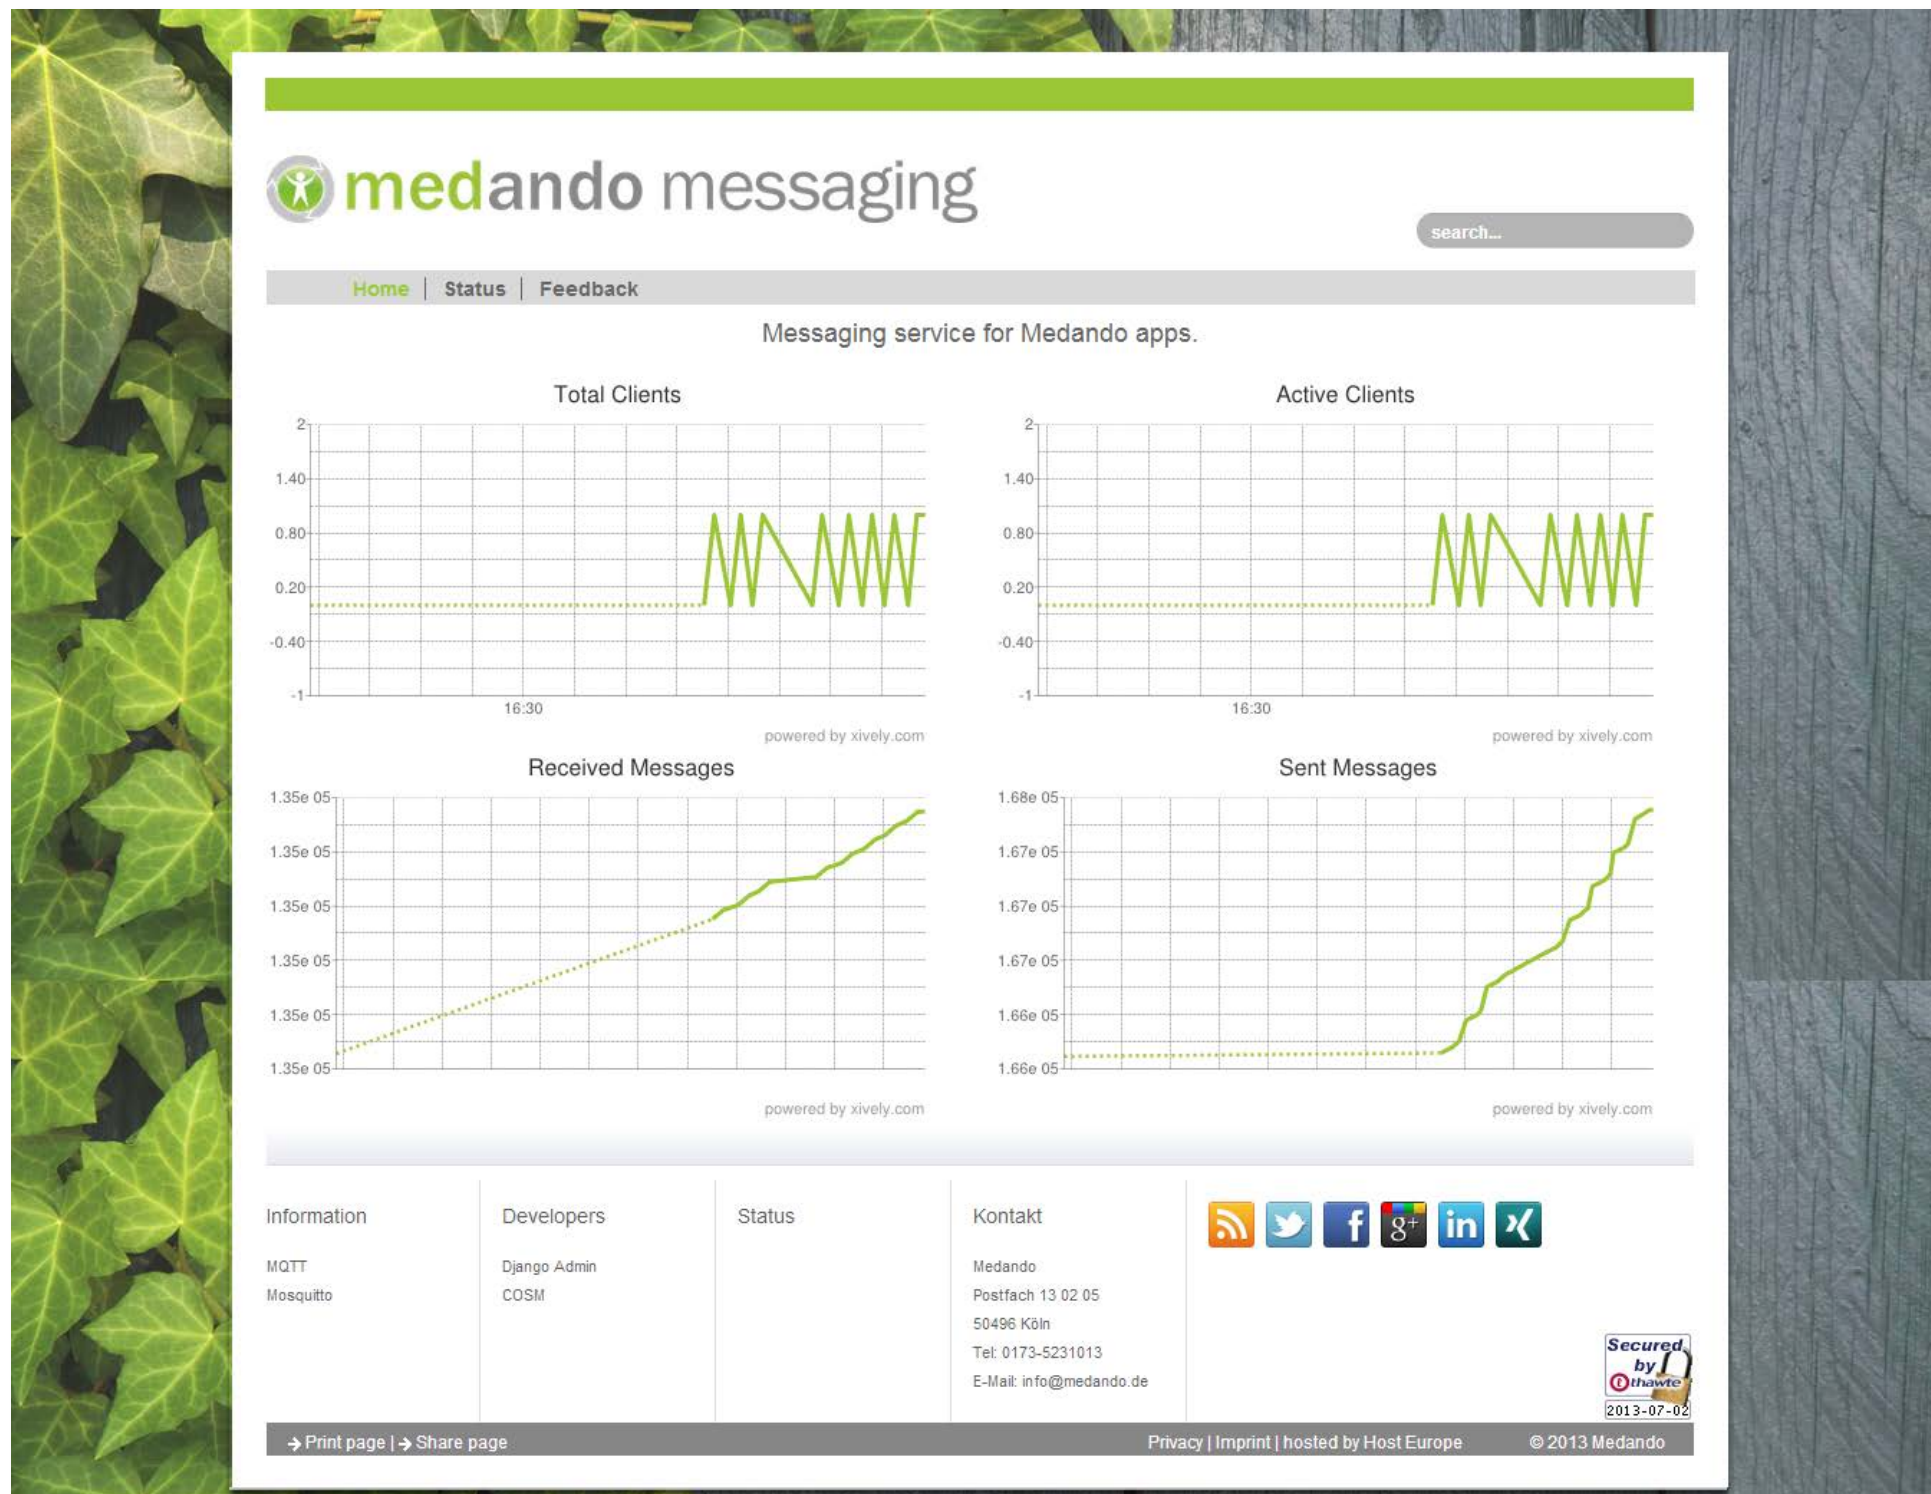 medando messaging
search...
Home | Status | Feedback
Messaging service for Medando apps.
Total Clients
2
1.40
0.80
0.20
-0.40
-1
16:30
powered by xively.com
Active Clients
2
1.40
0.80
0.20
-0.40
-1
16:30
powered by xively.com
Received Messages
1.35e 05
1.35e 05
1.35e 05
1.35e 05
1.35e 05
1.35e 05
powered by xively.com
Sent Messages
1.68e 05
1.67e 05
1.67e 05
1.67e 05
1.66e 05
1.66e 05
powered by xively.com
Information
MQTT
Mosquitto
Developers
Django Admin
COSM
Status
Kontakt
Medando
Postfach 13 02 05
50496 Köln
Tel: 0173-5231013
E-Mail: info@medando.de
f g+ in
Secured
by
thawte
2013-07-02
Print page | Share page
Privacy | Imprint | hosted by Host Europe © 2013 Medando